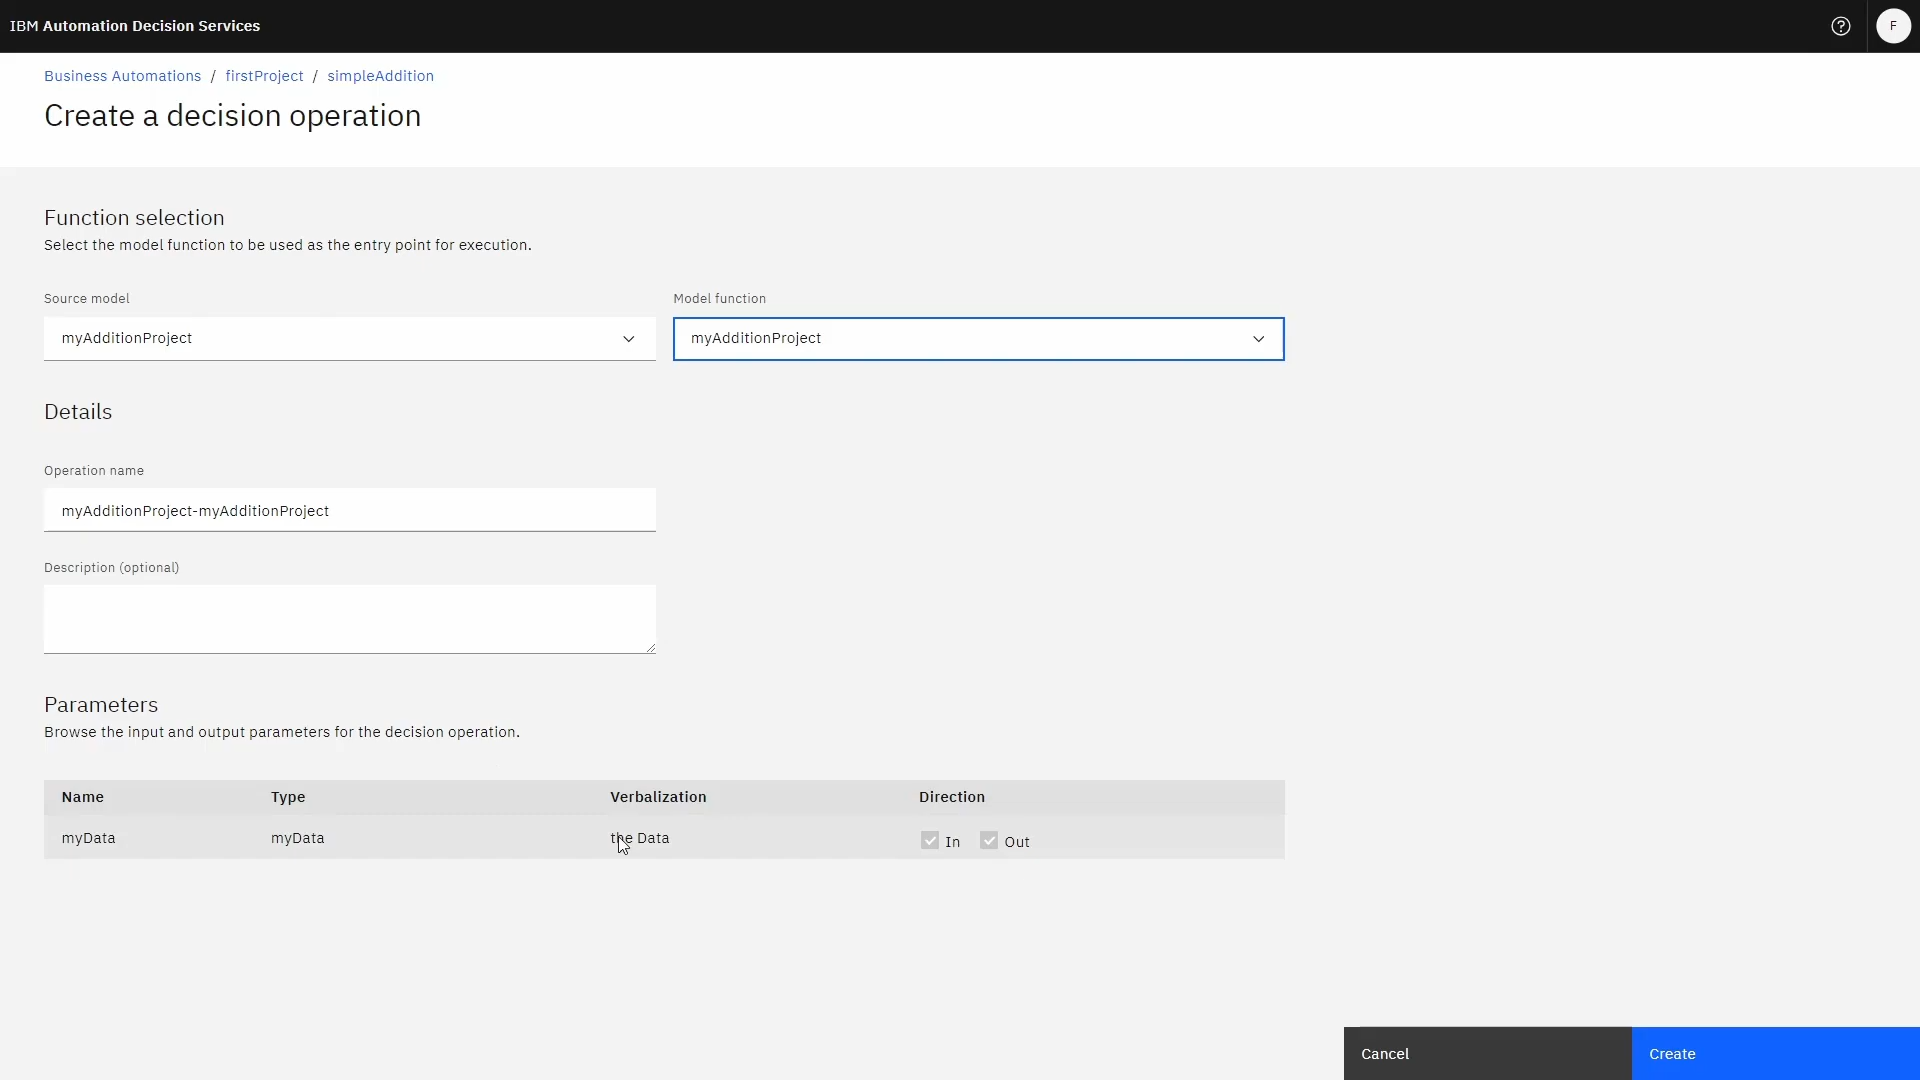 IBM Automation Decision Services
F
Business Automations / firstProject / simpleAddition
Create a decision operation
Function selection
Select the model function to be used as the entry point for execution.
Source model
Model function
myAdditionProject
myAdditionProject
Details
Operation name
myAdditionProject-myAdditionProject
Description (optional)
Parameters
Browse the input and output parameters for the decision operation.
Name Type Verbalization Direction
myData myData the Data In Out
Cancel
Create